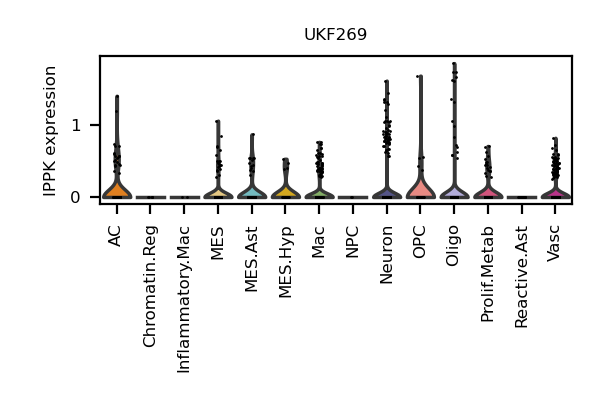 UKF269
IPPK expression
1
0
AC
Chromatin.Reg
Inflammatory.Mac
MES
MES.Ast
MES.Hyp
Mac
NPC
Neuron
OPC
Oligo
Prolif.Metab
Reactive.Ast
Vasc